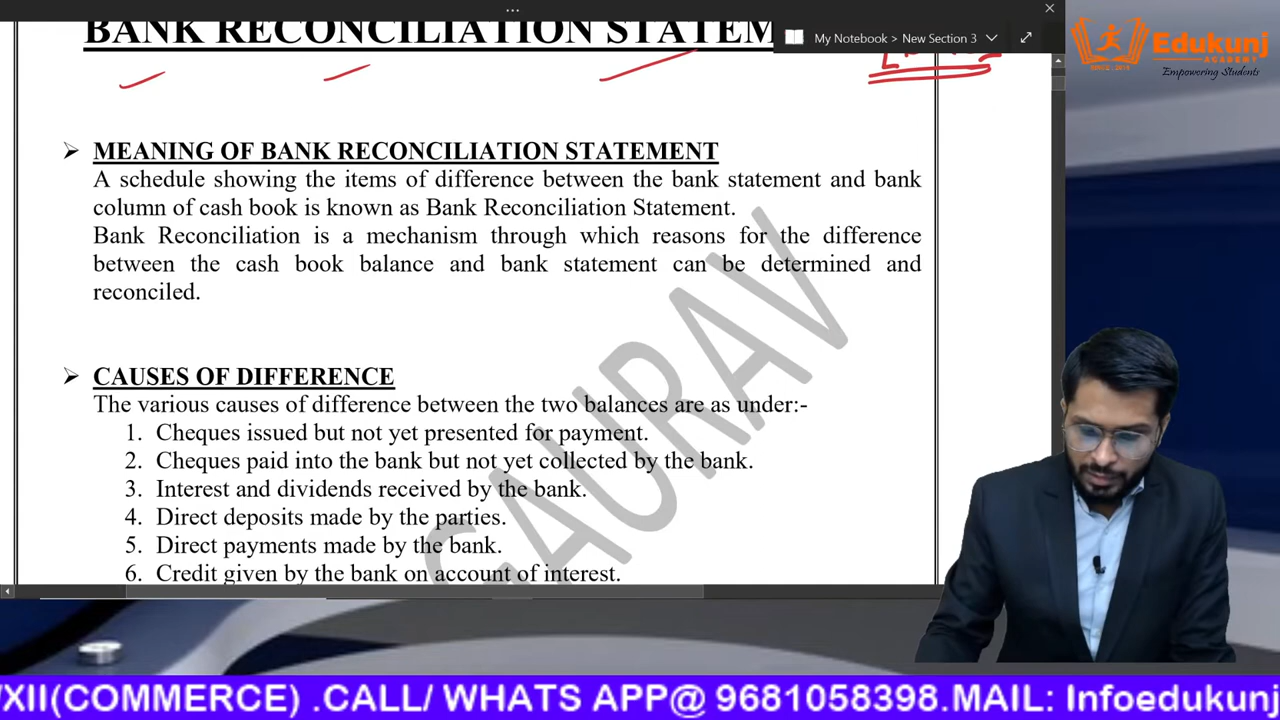 BANK RECONCILIATION STATEM
My Notebook > New Section 3
Edukunj
ACADEMY
Empowering Students
MEANING OF BANK RECONCILIATION STATEMENT
A schedule showing the items of difference between the bank statement and bank
column of cash book is known as Bank Reconciliation Statement.
Bank Reconciliation is a mechanism through which reasons for the difference
between the cash book balance and bank statement can be determined and
reconciled.
CAUSES OF DIFFERENCE
The various causes of difference between the two balances are as under:-
1. Cheques issued but not yet presented for payment.
2. Cheques paid into the bank but not yet collected by the bank.
3. Interest and dividends received by the bank.
4. Direct deposits made by the parties.
5. Direct payments made by the bank.
6. Credit given by the bank on account of interest.
GAURAV
/XII(COMMERCE) .CALL/ WHATS APP@ 9681058398.MAIL: Infoedukunj